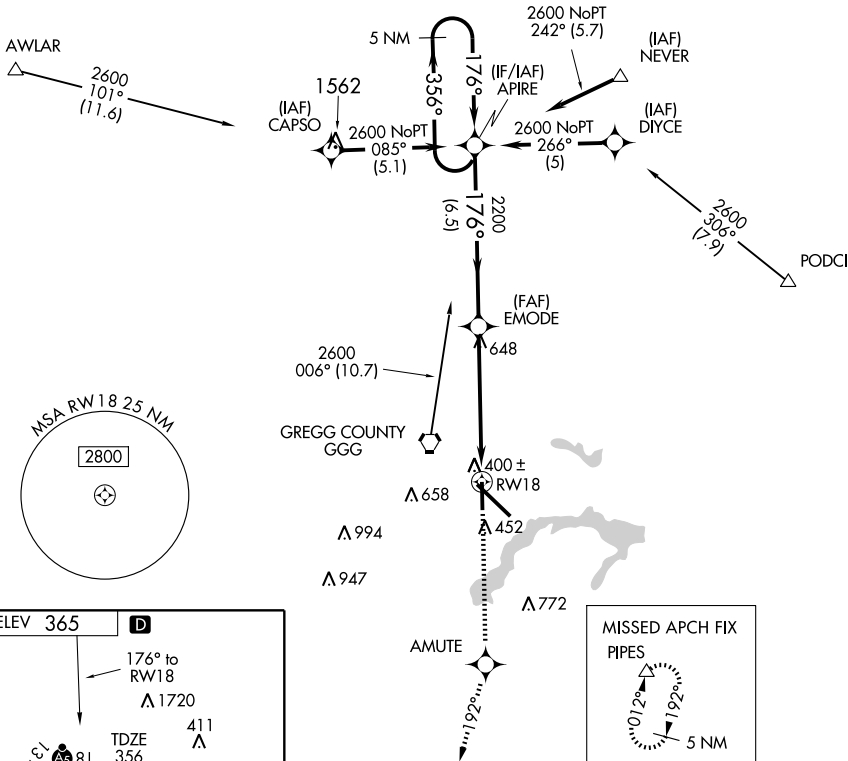 AWLAR
2600
101°
(11.6)
(IAF)
CAPSO
1562
5 NM
356°
176°
2600 NoPT
085°
(5.1)
(IF/IAF)
APIRE
2600 NoPT
242° (5.7)
(IAF)
NEVER
(IAF)
DIYCE
2600 NoPT
266°
(5)
2600
306°
(7.9)
PODCI
2200
176°
(6.5)
(FAF)
EMODE
648
2600
006° (10.7)
GREGG COUNTY
GGG
MSA RW18 25 NM
2800
400 ±
RW18
658
452
994
947
772
AMUTE
192°
ELEV 365
D
176° to
RW18
1720
411
TDZE
356
A5
18
13
MISSED APCH FIX
PIPES
012°
192°
5 NM